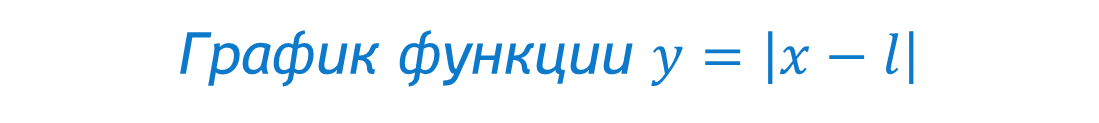 График функции y = |x − l|